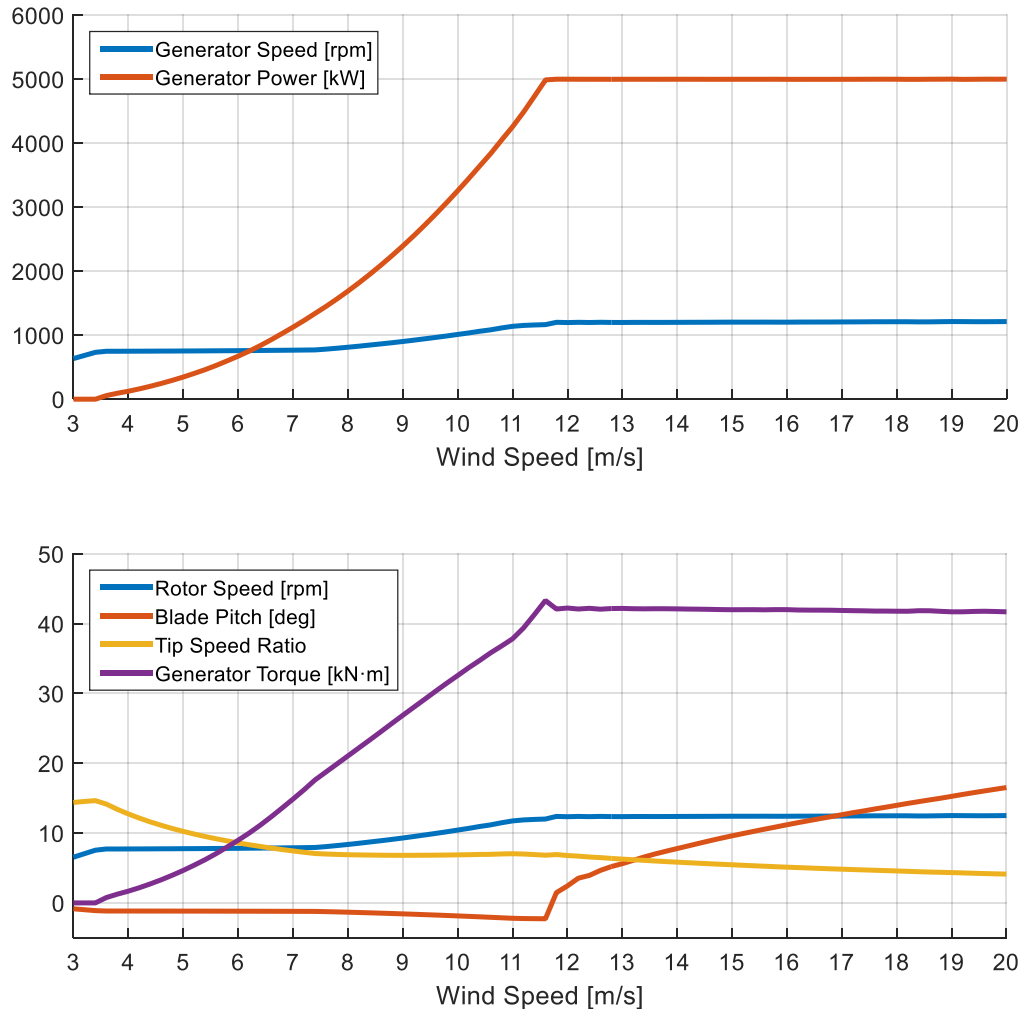 6000
5000
4000
3000
2000
1000
0
Generator Speed [rpm]
Generator Power [kW]
3 4 5 6 7 8 9 10 11 12 13 14 15 16 17 18 19 20
Wind Speed [m/s]
50
40
30
20
10
0
Rotor Speed [rpm]
Blade Pitch [deg]
Tip Speed Ratio
Generator Torque [kN·m]
3 4 5 6 7 8 9 10 11 12 13 14 15 16 17 18 19 20
Wind Speed [m/s]